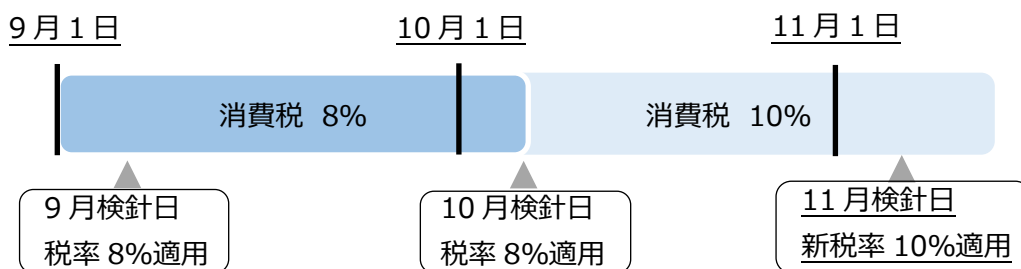 9月1日
10月1日
11月1日
消費税 8%
消費税 10%
9月検針日
税率 8%適用
10月検針日
税率 8%適用
11月検針日
新税率 10%適用